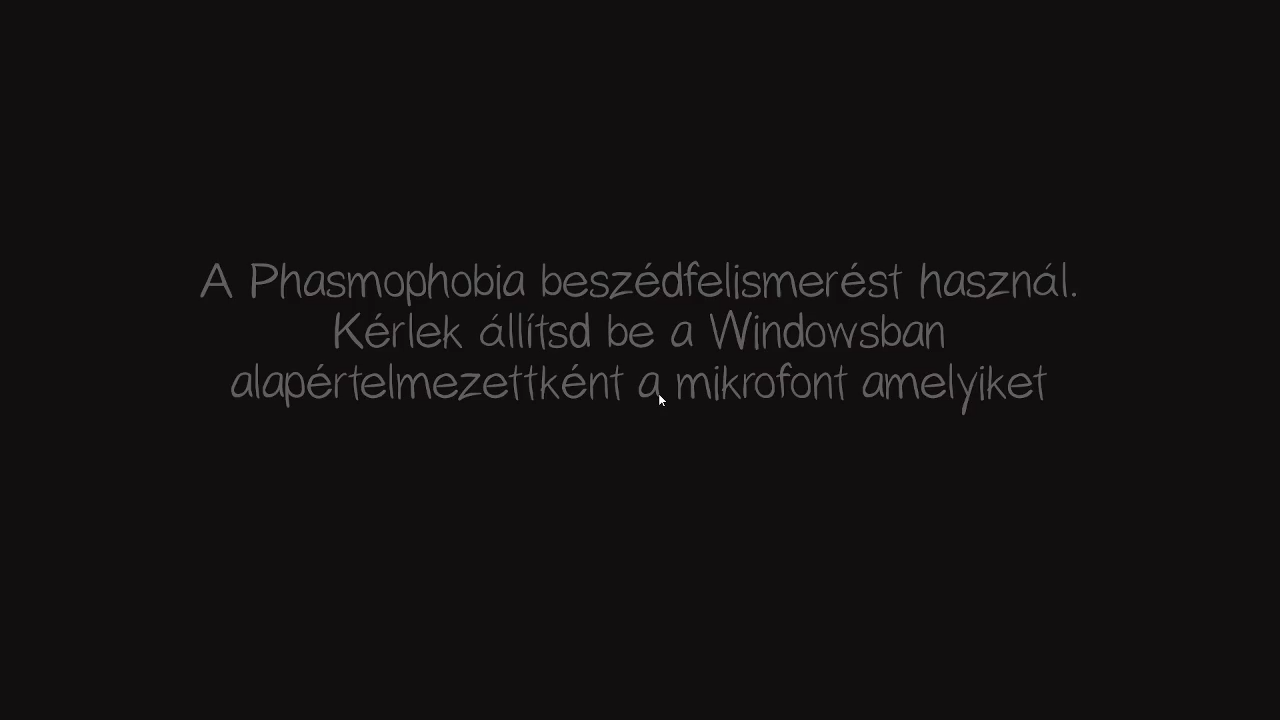 A Phasmophobia beszédfelismerést használ.
Kérlek állítsd be a Windowsban
alapértelmezettként a mikrofont amelyiket